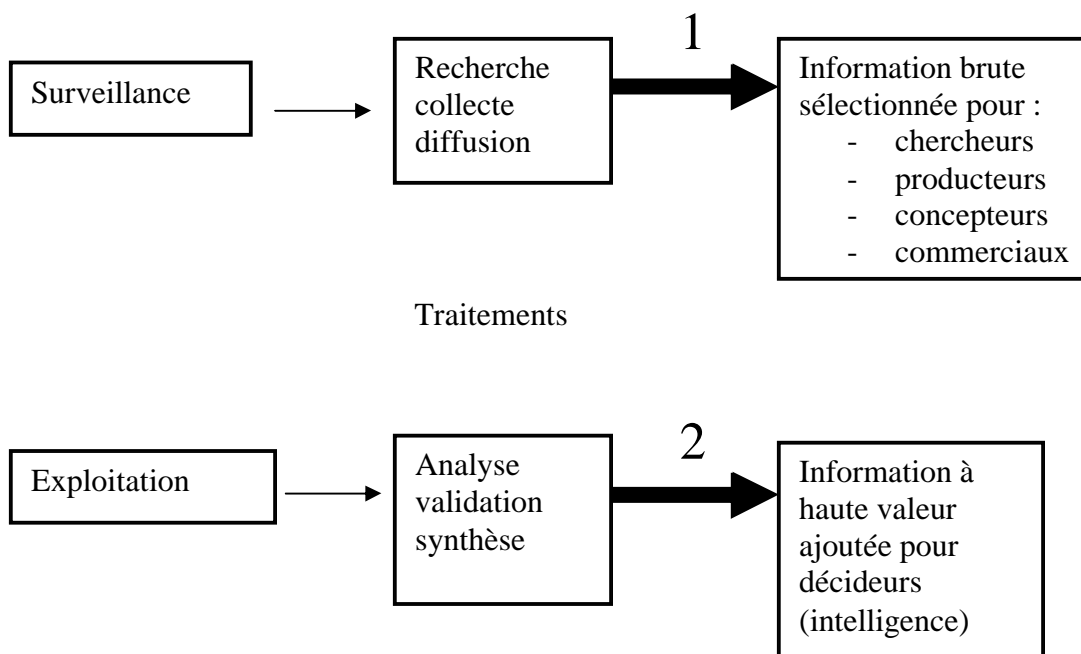 1
Surveillance
Recherche
collecte
diffusion
Information brute
sélectionnée pour :
- chercheurs
- producteurs
- concepteurs
- commerciaux
Traitements
2
Exploitation
Analyse
validation
synthèse
Information à
haute valeur
ajoutée pour
décideurs
(intelligence)